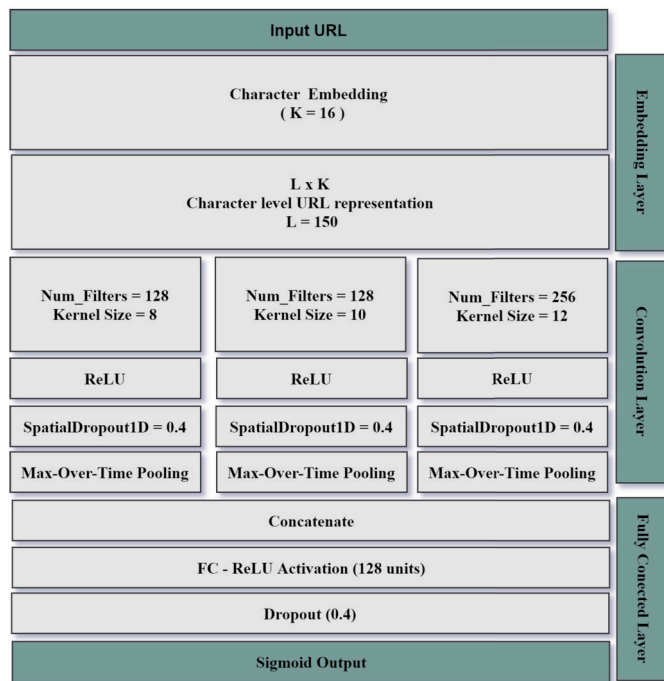 Input URL
Character Embedding
( K = 16 )
Embedding Layer
L x K
Character level URL representation
L = 150
Num_Filters = 128
Kernel Size = 8
Num_Filters = 128
Kernel Size = 10
Num_Filters = 256
Kernel Size = 12
Convolution Layer
ReLU
ReLU
ReLU
SpatialDropout1D = 0.4
SpatialDropout1D = 0.4
SpatialDropout1D = 0.4
Max-Over-Time Pooling
Max-Over-Time Pooling
Max-Over-Time Pooling
Concatenate
FC - ReLU Activation (128 units)
Dropout (0.4)
Fully Conected Layer
Sigmoid Output